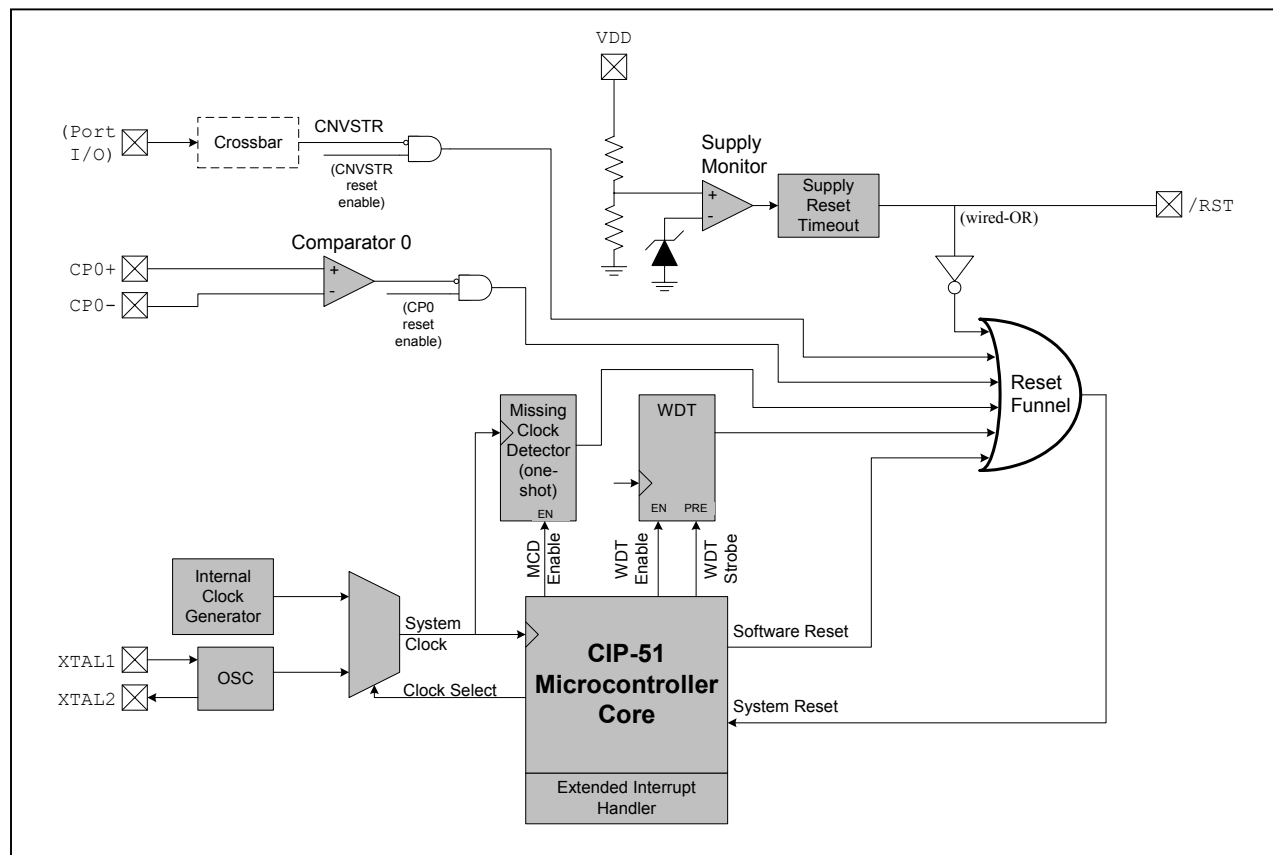 VDD
(Port
I/O)
Crossbar
CNVSTR
(CNVSTR
reset
enable)
Supply
Monitor
+
-
Supply
Reset
Timeout
(wired-OR)
/RST
Comparator 0
CP0+
CP0-
+
-
(CP0
reset
enable)
Reset
Funnel
Missing
Clock
Detector
(one-
shot)
EN
WDT
EN
PRE
MCD
Enable
WDT
Enable
WDT
Strobe
Internal
Clock
Generator
System
Clock
XTAL1
XTAL2
OSC
Clock Select
CIP-51
Microcontroller
Core
Software Reset
System Reset
Extended Interrupt
Handler